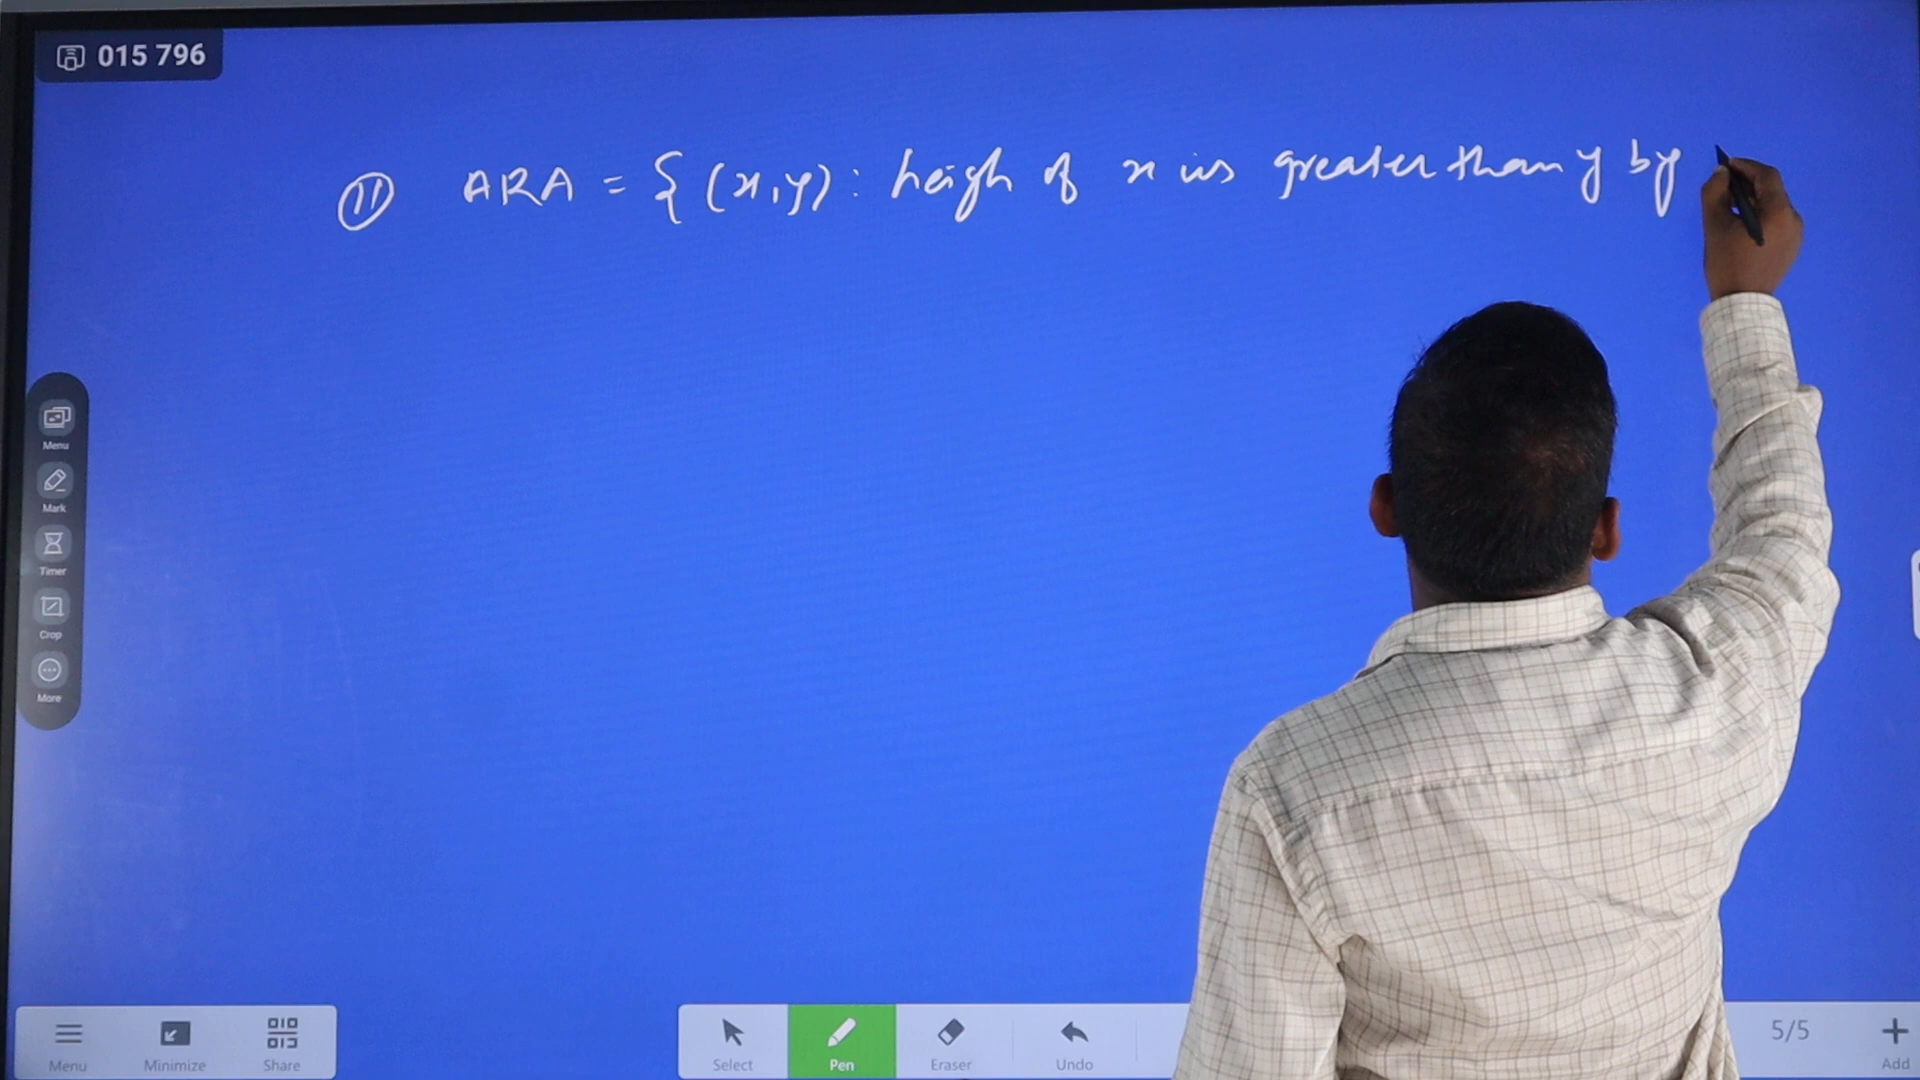 015 796
⑪ ARA = { (x,y) : heigh of x is greater than y by
Menu
Mark
Timer
Crop
More
Menu Minimize Share Select Pen Eraser Undo 5/5 Add